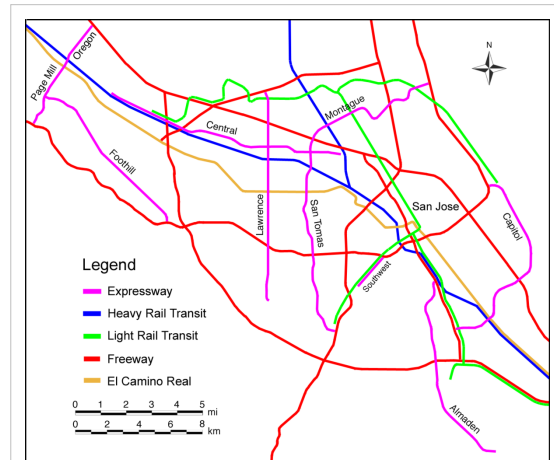 N
Oregon
Page Mill
Montague
Central
Foothill
Lawrence
San Tomas
San Jose
Capitol
Southwest
Almaden
Legend
Expressway
Heavy Rail Transit
Light Rail Transit
Freeway
El Camino Real
0 1 2 3 4 5
mi
0 2 4 6 8
km